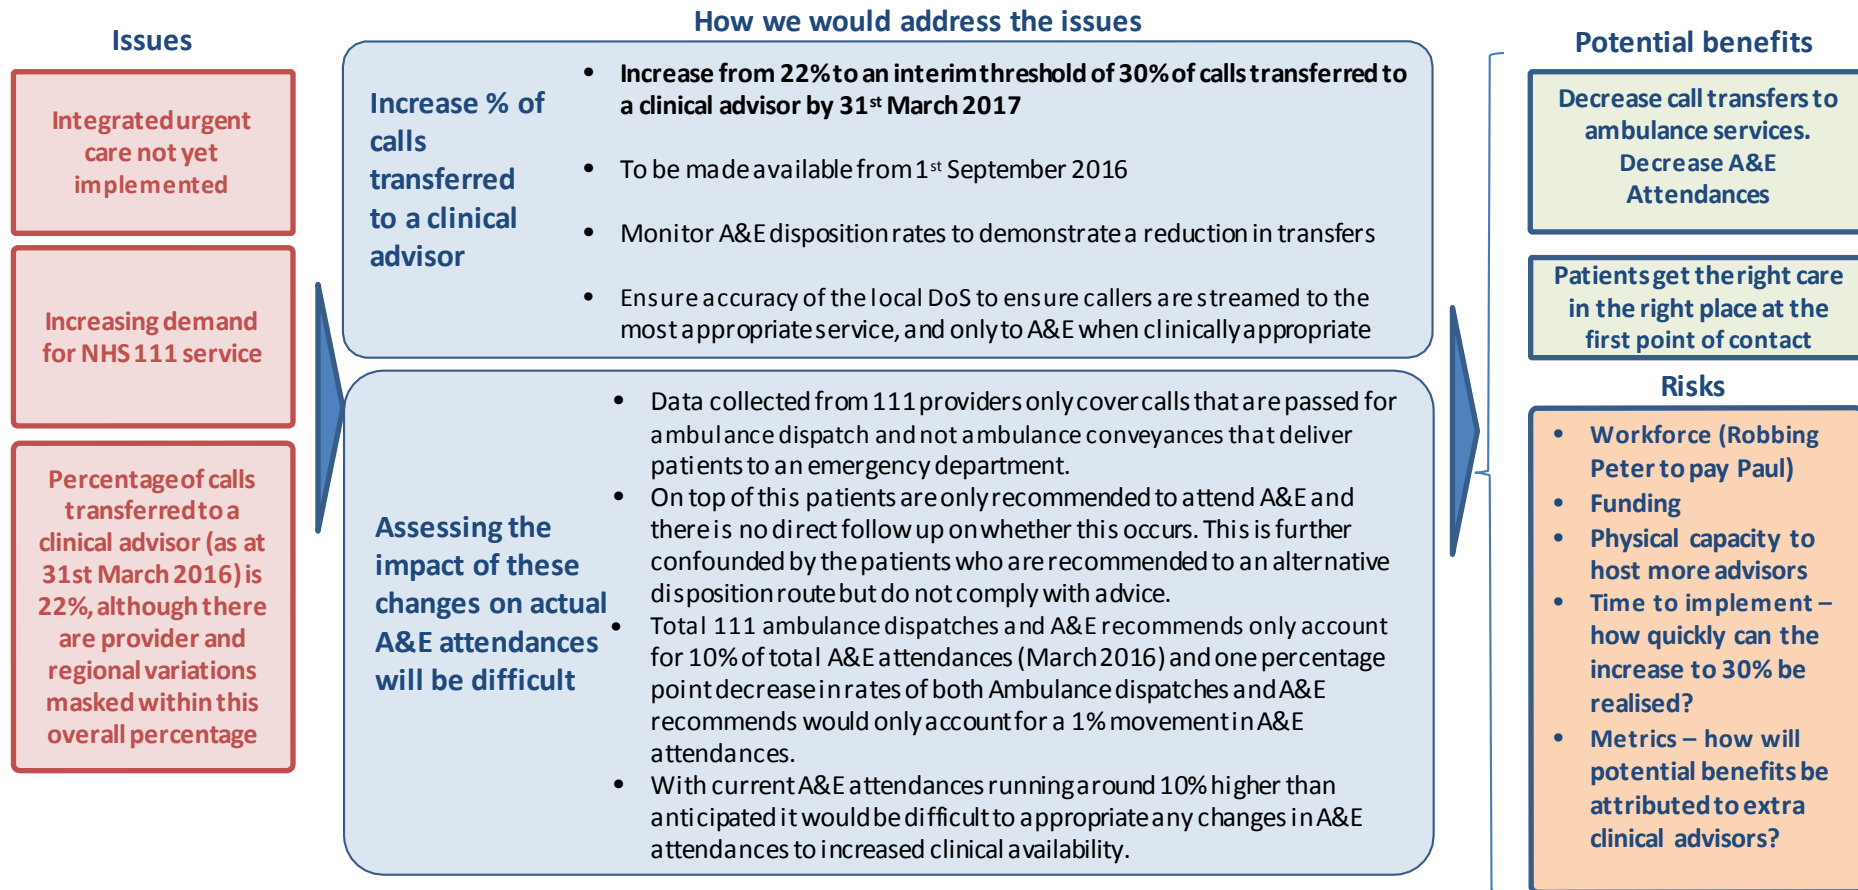 How we would address the issues
Issues
Integrated urgent
care not yet
implemented
Increasing demand
for NHS 111 service
Percentage of calls
transferred to a
clinical advisor (as at
31st March 2016) is
22%, although there
are provider and
regional variations
masked within this
overall percentage
Increase % of
calls
transferred
to a clinical
advisor
• Increase from 22% to an interim threshold of 30% of calls transferred to
a clinical advisor by 31st March 2017
• To be made available from 1st September 2016
• Monitor A&E disposition rates to demonstrate a reduction in transfers
• Ensure accuracy of the local DoS to ensure callers are streamed to the
most appropriate service, and only to A&E when clinically appropriate
Assessing the
impact of these
changes on actual
A&E attendances
will be difficult
• Data collected from 111 providers only cover calls that are passed for
ambulance dispatch and not ambulance conveyances that deliver
patients to an emergency department.
• On top of this patients are only recommended to attend A&E and
there is no direct follow up on whether this occurs. This is further
confounded by the patients who are recommended to an alternative
disposition route but do not comply with advice.
• Total 111 ambulance dispatches and A&E recommends only account
for 10% of total A&E attendances (March 2016) and one percentage
point decrease in rates of both Ambulance dispatches and A&E
recommends would only account for a 1% movement in A&E
attendances.
• With current A&E attendances running around 10% higher than
anticipated it would be difficult to appropriate any changes in A&E
attendances to increased clinical availability.
Potential benefits
Decrease call transfers to
ambulance services.
Decrease A&E
Attendances
Patients get the right care
in the right place at the
first point of contact
Risks
• Workforce (Robbing
Peter to pay Paul)
• Funding
• Physical capacity to
host more advisors
• Time to implement –
how quickly can the
increase to 30% be
realised?
• Metrics – how will
potential benefits be
attributed to extra
clinical advisors?